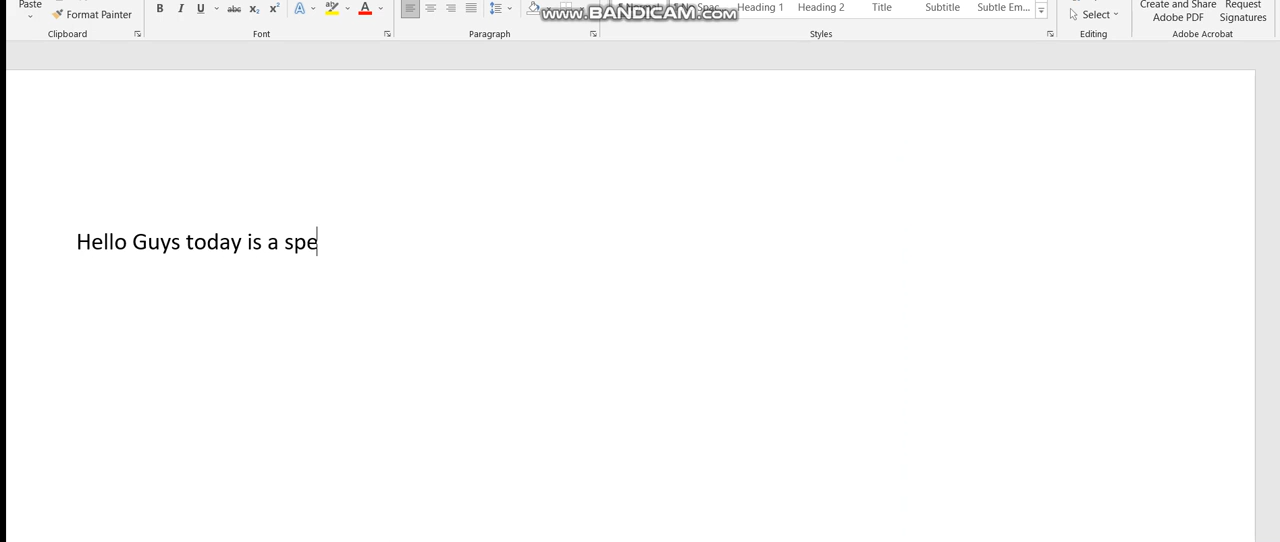 www.BANDICAM.com
Paste Format Painter B I U abc x₂ x² A aby A Heading 1 Heading 2 Title Subtitle Subtle Em... Select Create and Share Adobe PDF Request Signatures
Clipboard Font Paragraph Styles Editing Adobe Acrobat
Hello Guys today is a spe